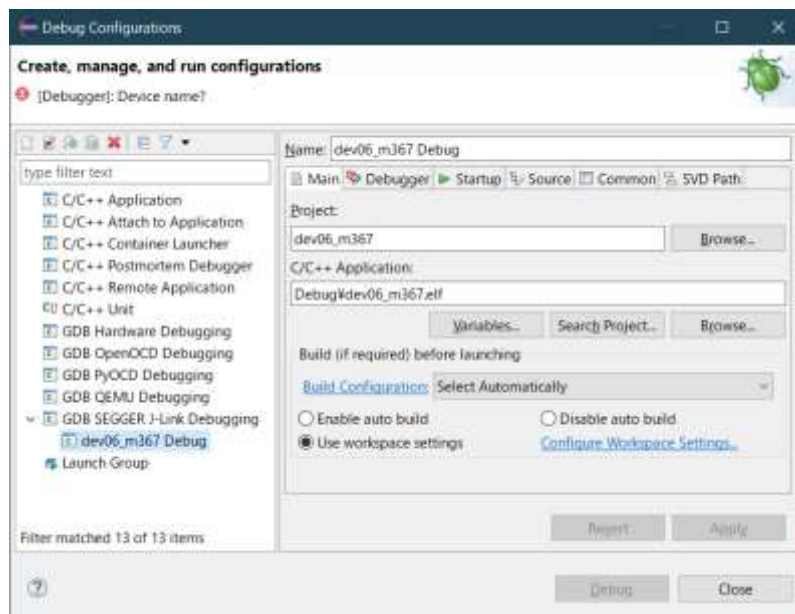 Debug Configurations
Create, manage, and run configurations
[Debugger]: Device name?
type filter text
C/C++ Application
C/C++ Attach to Application
C/C++ Container Launcher
C/C++ Postmortem Debugger
C/C++ Remote Application
C/C++ Unit
GDB Hardware Debugging
GDB OpenOCD Debugging
GDB PyOCD Debugging
GDB QEMU Debugging
GDB SEGGER J-Link Debugging
dev06_m367 Debug
Launch Group
Filter matched 13 of 13 items
Name: dev06_m367 Debug
Main Debugger Startup Source Common SVD Path
Project:
dev06_m367 Browse...
C/C++ Application:
Debug¥dev06_m367.elf
Variables... Search Project... Browse...
Build (if required) before launching
Build Configuration: Select Automatically
Enable auto build Disable auto build
Use workspace settings Configure Workspace Settings...
Revert Apply
Debug Close